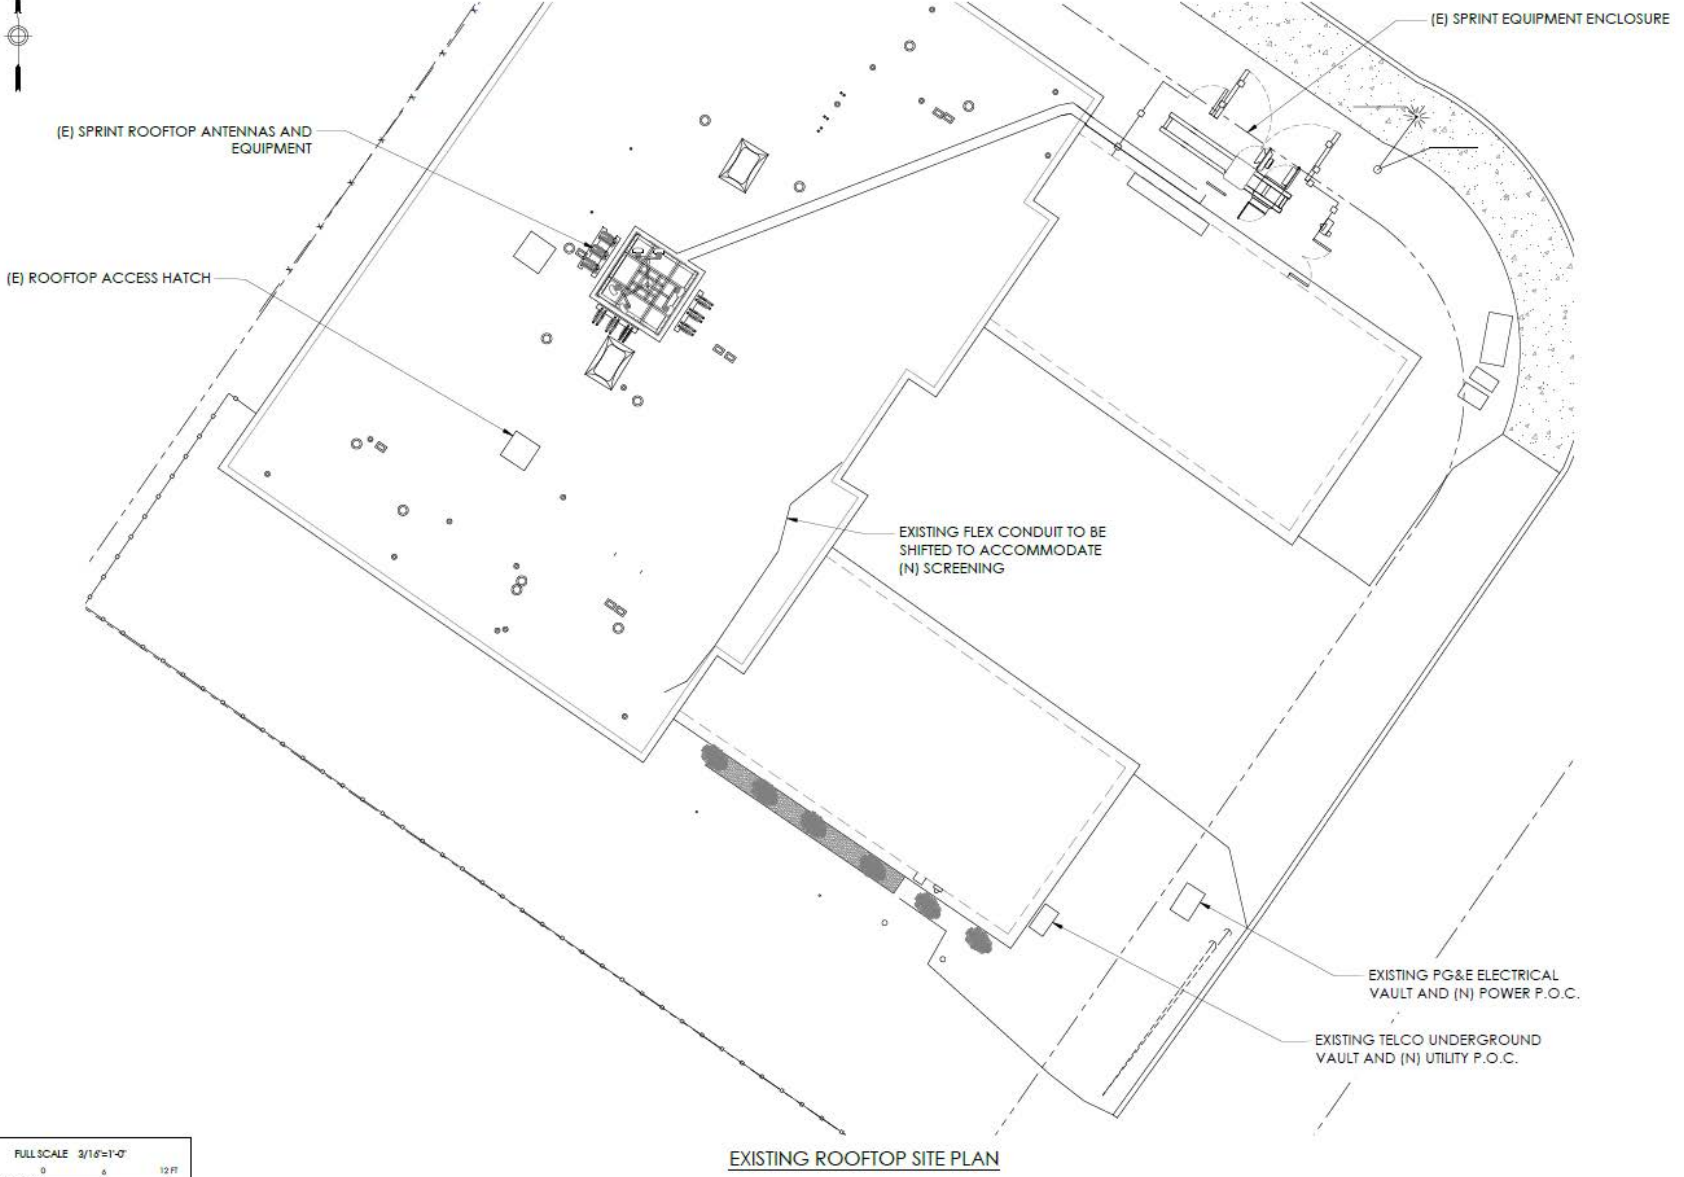 (E) SPRINT EQUIPMENT ENCLOSURE
(E) SPRINT ROOFTOP ANTENNAS AND
EQUIPMENT
(E) ROOFTOP ACCESS HATCH
EXISTING FLEX CONDUIT TO BE
SHIFTED TO ACCOMMODATE
(N) SCREENING
EXISTING PG&E ELECTRICAL
VAULT AND (N) POWER P.O.C.
EXISTING TELCO UNDERGROUND
VAULT AND (N) UTILITY P.O.C.
FULL SCALE 3/16"=1'-0"
0 6 12 FT
EXISTING ROOFTOP SITE PLAN